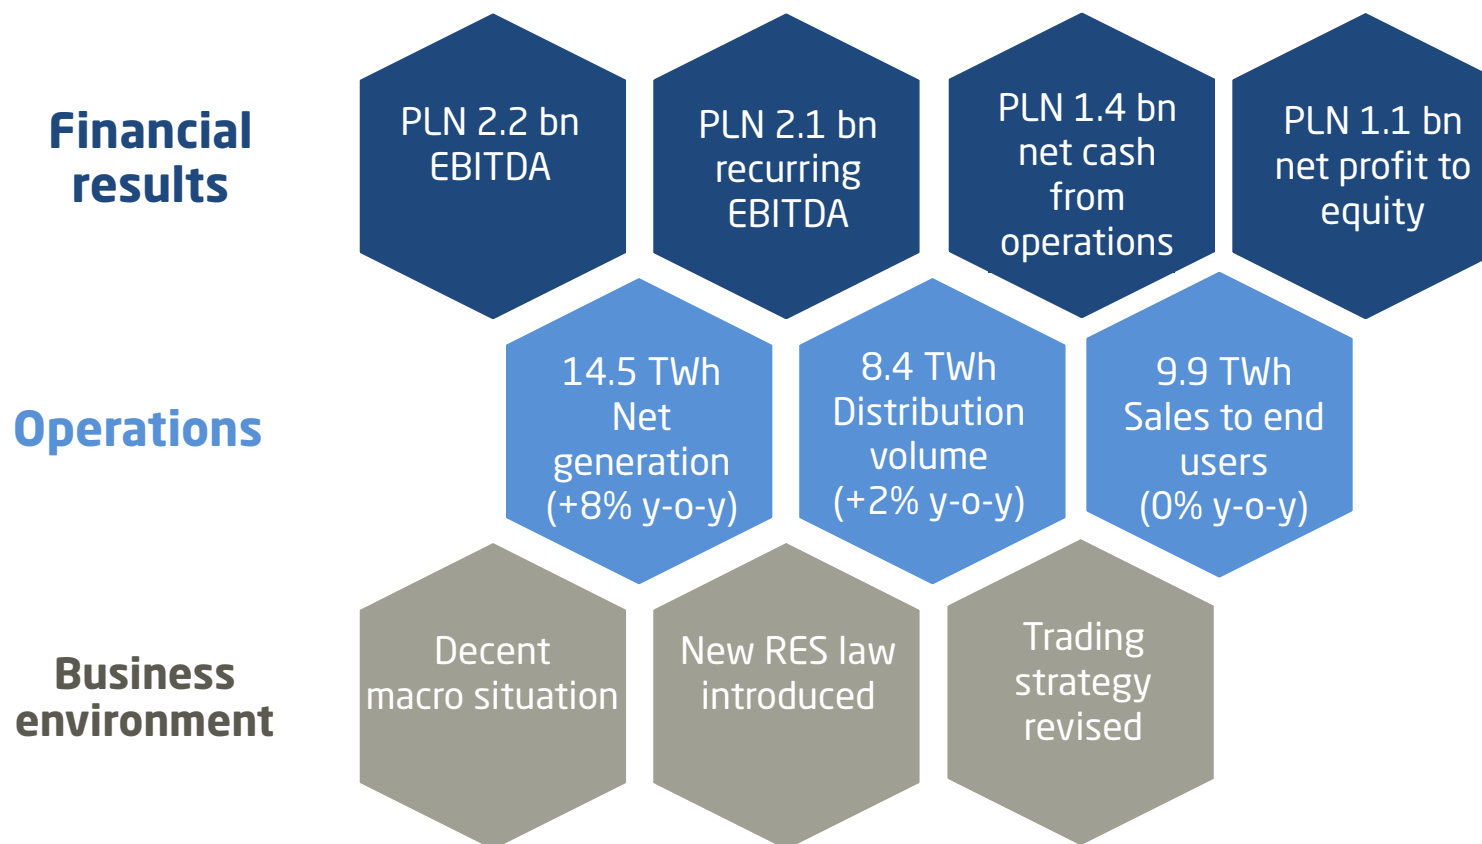 Financial
results
PLN 2.2 bn
EBITDA
PLN 2.1 bn
recurring
EBITDA
PLN 1.4 bn
net cash
from
operations
PLN 1.1 bn
net profit to
equity
Operations
14.5 TWh
Net
generation
(+8% y-o-y)
8.4 TWh
Distribution
volume
(+2% y-o-y)
9.9 TWh
Sales to end
users
(0% y-o-y)
Business
environment
Decent
macro situation
New RES law
introduced
Trading
strategy
revised